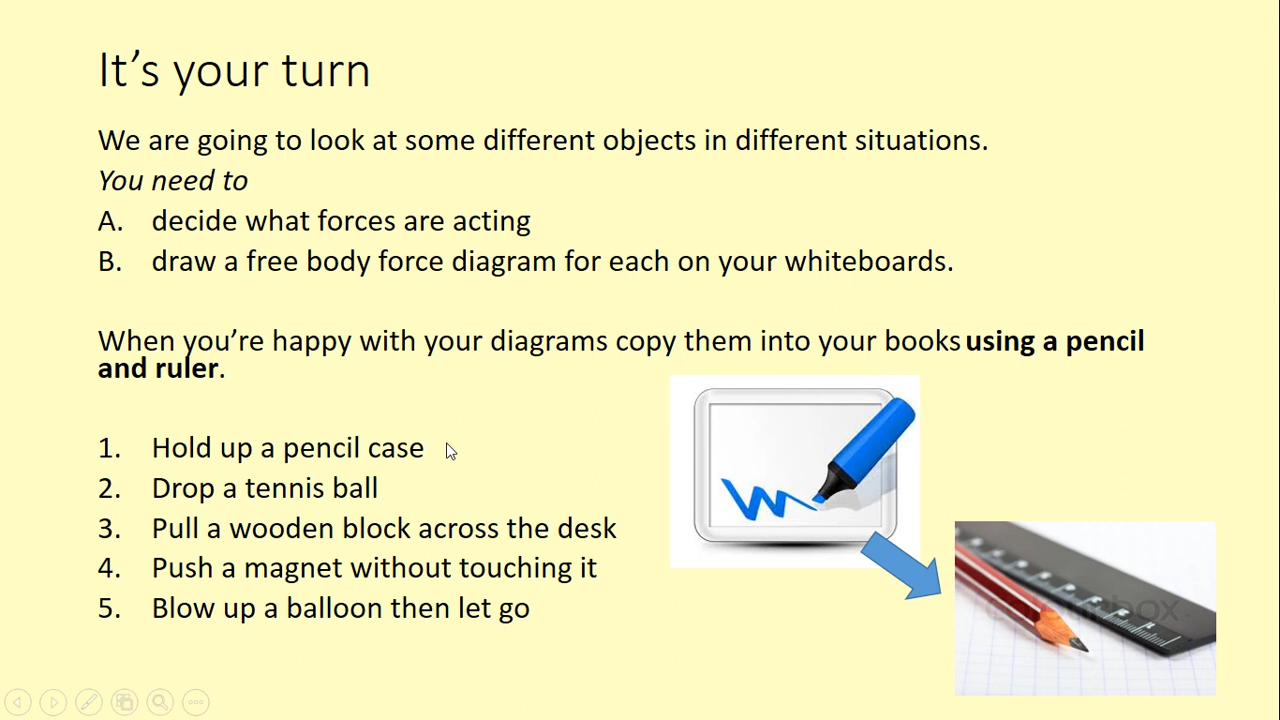 It’s your turn
We are going to look at some different objects in different situations.
You need to
A. decide what forces are acting
B. draw a free body force diagram for each on your whiteboards.
When you’re happy with your diagrams copy them into your books using a pencil
and ruler.
1. Hold up a pencil case
2. Drop a tennis ball
3. Pull a wooden block across the desk
4. Push a magnet without touching it
5. Blow up a balloon then let go